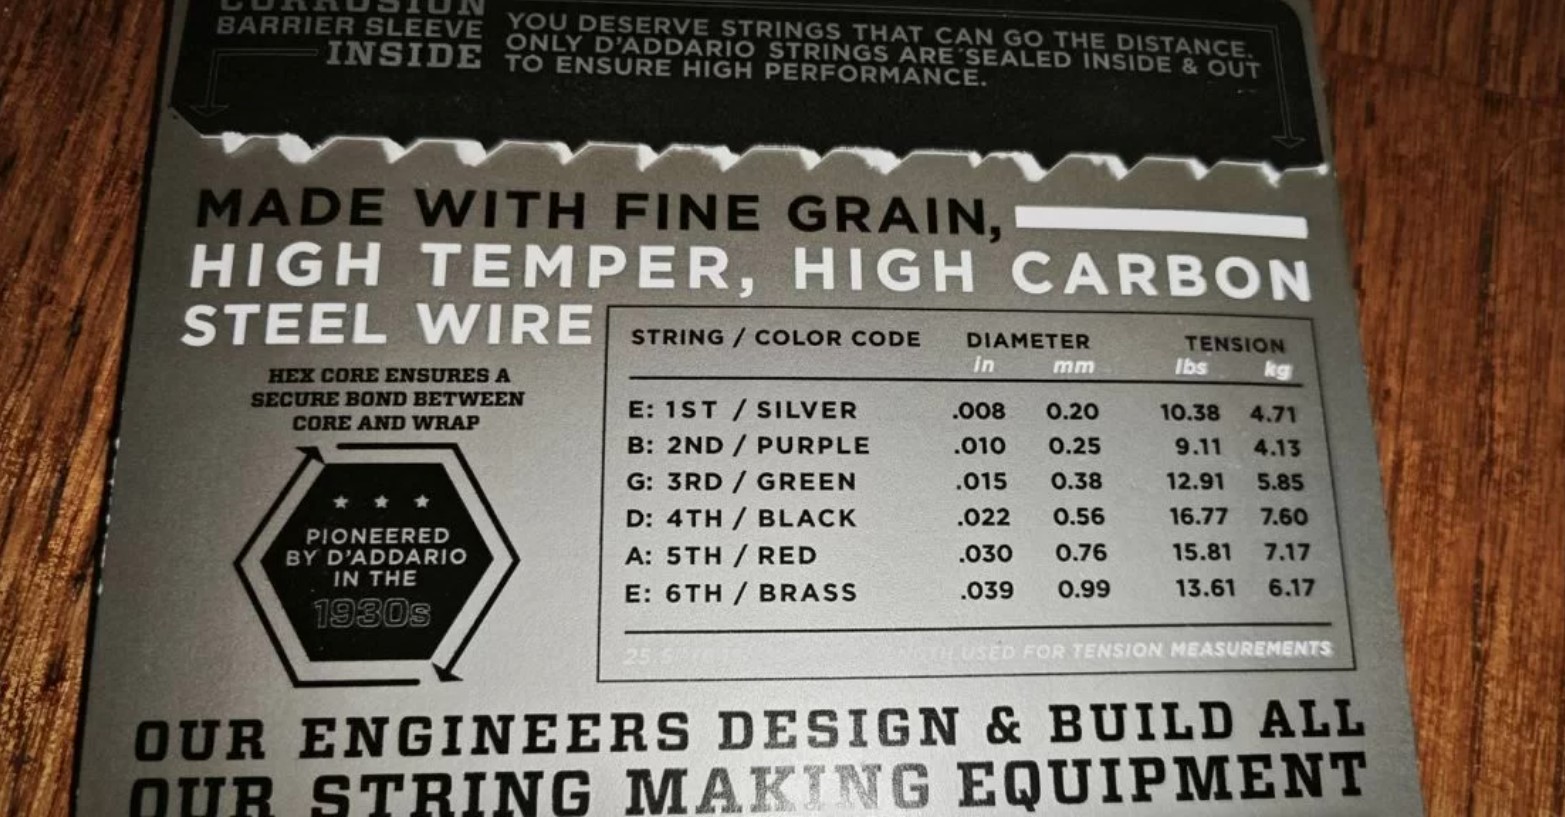 CORROSION
BARRIER SLEEVE
INSIDE
YOU DESERVE STRINGS THAT CAN GO THE DISTANCE.
ONLY D'ADDARIO STRINGS ARE SEALED INSIDE & OUT
TO ENSURE HIGH PERFORMANCE.
MADE WITH FINE GRAIN,
HIGH TEMPER, HIGH CARBON
STEEL WIRE
HEX CORE ENSURES A
SECURE BOND BETWEEN
CORE AND WRAP
PIONEERED
BY D'ADDARIO
IN THE
1930s
STRING / COLOR CODE DIAMETER TENSION
in mm lbs kg
E: 1ST / SILVER .008 0.20 10.38 4.71
B: 2ND / PURPLE .010 0.25 9.11 4.13
G: 3RD / GREEN .015 0.38 12.91 5.85
D: 4TH / BLACK .022 0.56 16.77 7.60
A: 5TH / RED .030 0.76 15.81 7.17
E: 6TH / BRASS .039 0.99 13.61 6.17
USED FOR TENSION MEASUREMENTS
OUR ENGINEERS DESIGN & BUILD ALL
OUR STRING MAKING EQUIPMENT